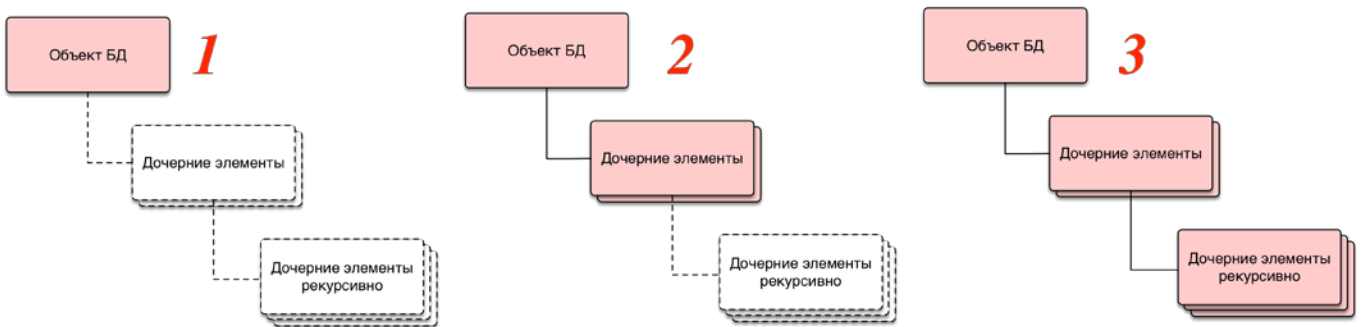 Объект БД
1
Дочерние элементы
Дочерние элементы
рекурсивно
Объект БД
2
Дочерние элементы
Дочерние элементы
рекурсивно
Объект БД
3
Дочерние элементы
Дочерние элементы
рекурсивно